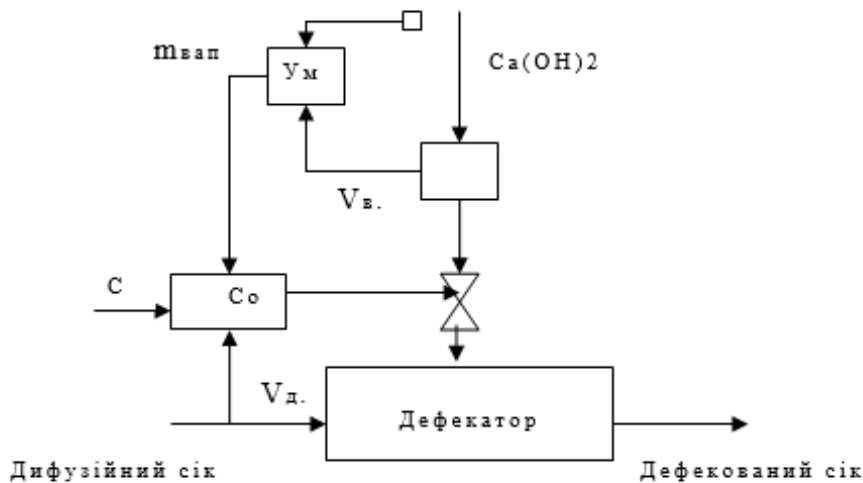 mвап
Ум
Ca(OH)2
Vв.
C
Co
Vд.
Дефекатор
Дифузійний сік
Дефекований сік